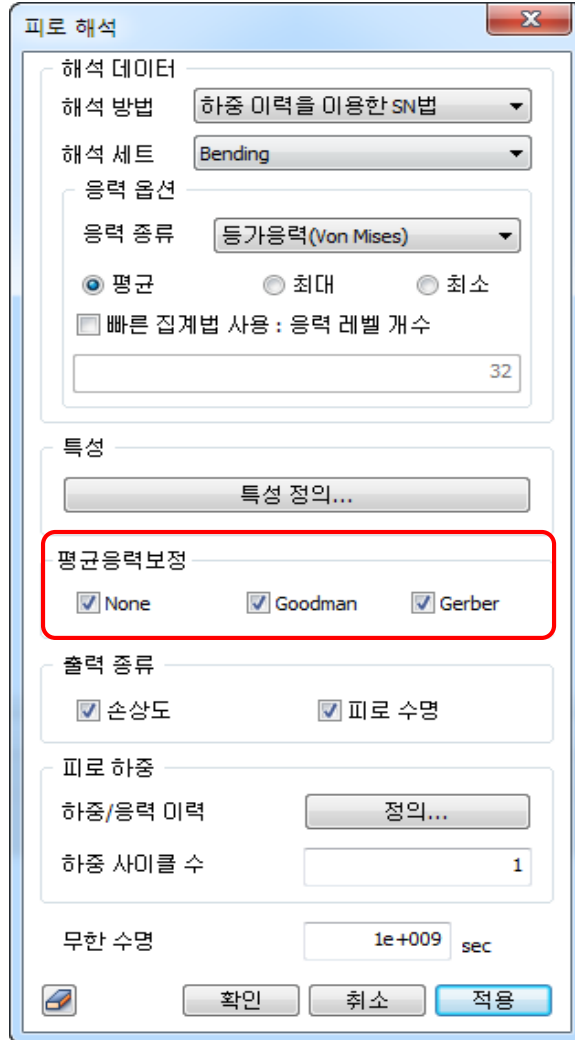 피로 해석
해석 데이터
해석 방법 하중 이력을 이용한 SN법
해석 세트 Bending
응력 옵션
응력 종류 등가응력(Von Mises)
평균 최대 최소
빠른 집계법 사용 : 응력 레벨 개수
32
특성
특성 정의...
평균응력보정
None Goodman Gerber
출력 종류
손상도 피로 수명
피로 하중
하중/응력 이력 정의...
하중 사이클 수 1
무한 수명 1e+009 sec
확인 취소 적용